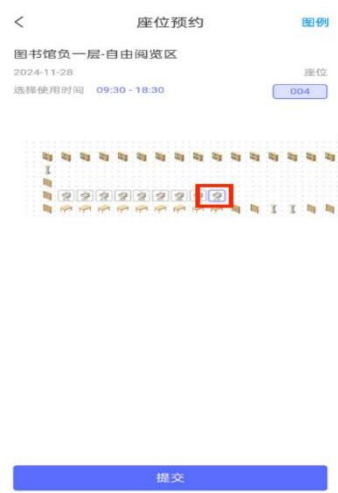 座位预约 图例
图书馆负一层-自由阅览区
2024-11-28 座位
选择使用时间 09:30 - 18:30 004
提交